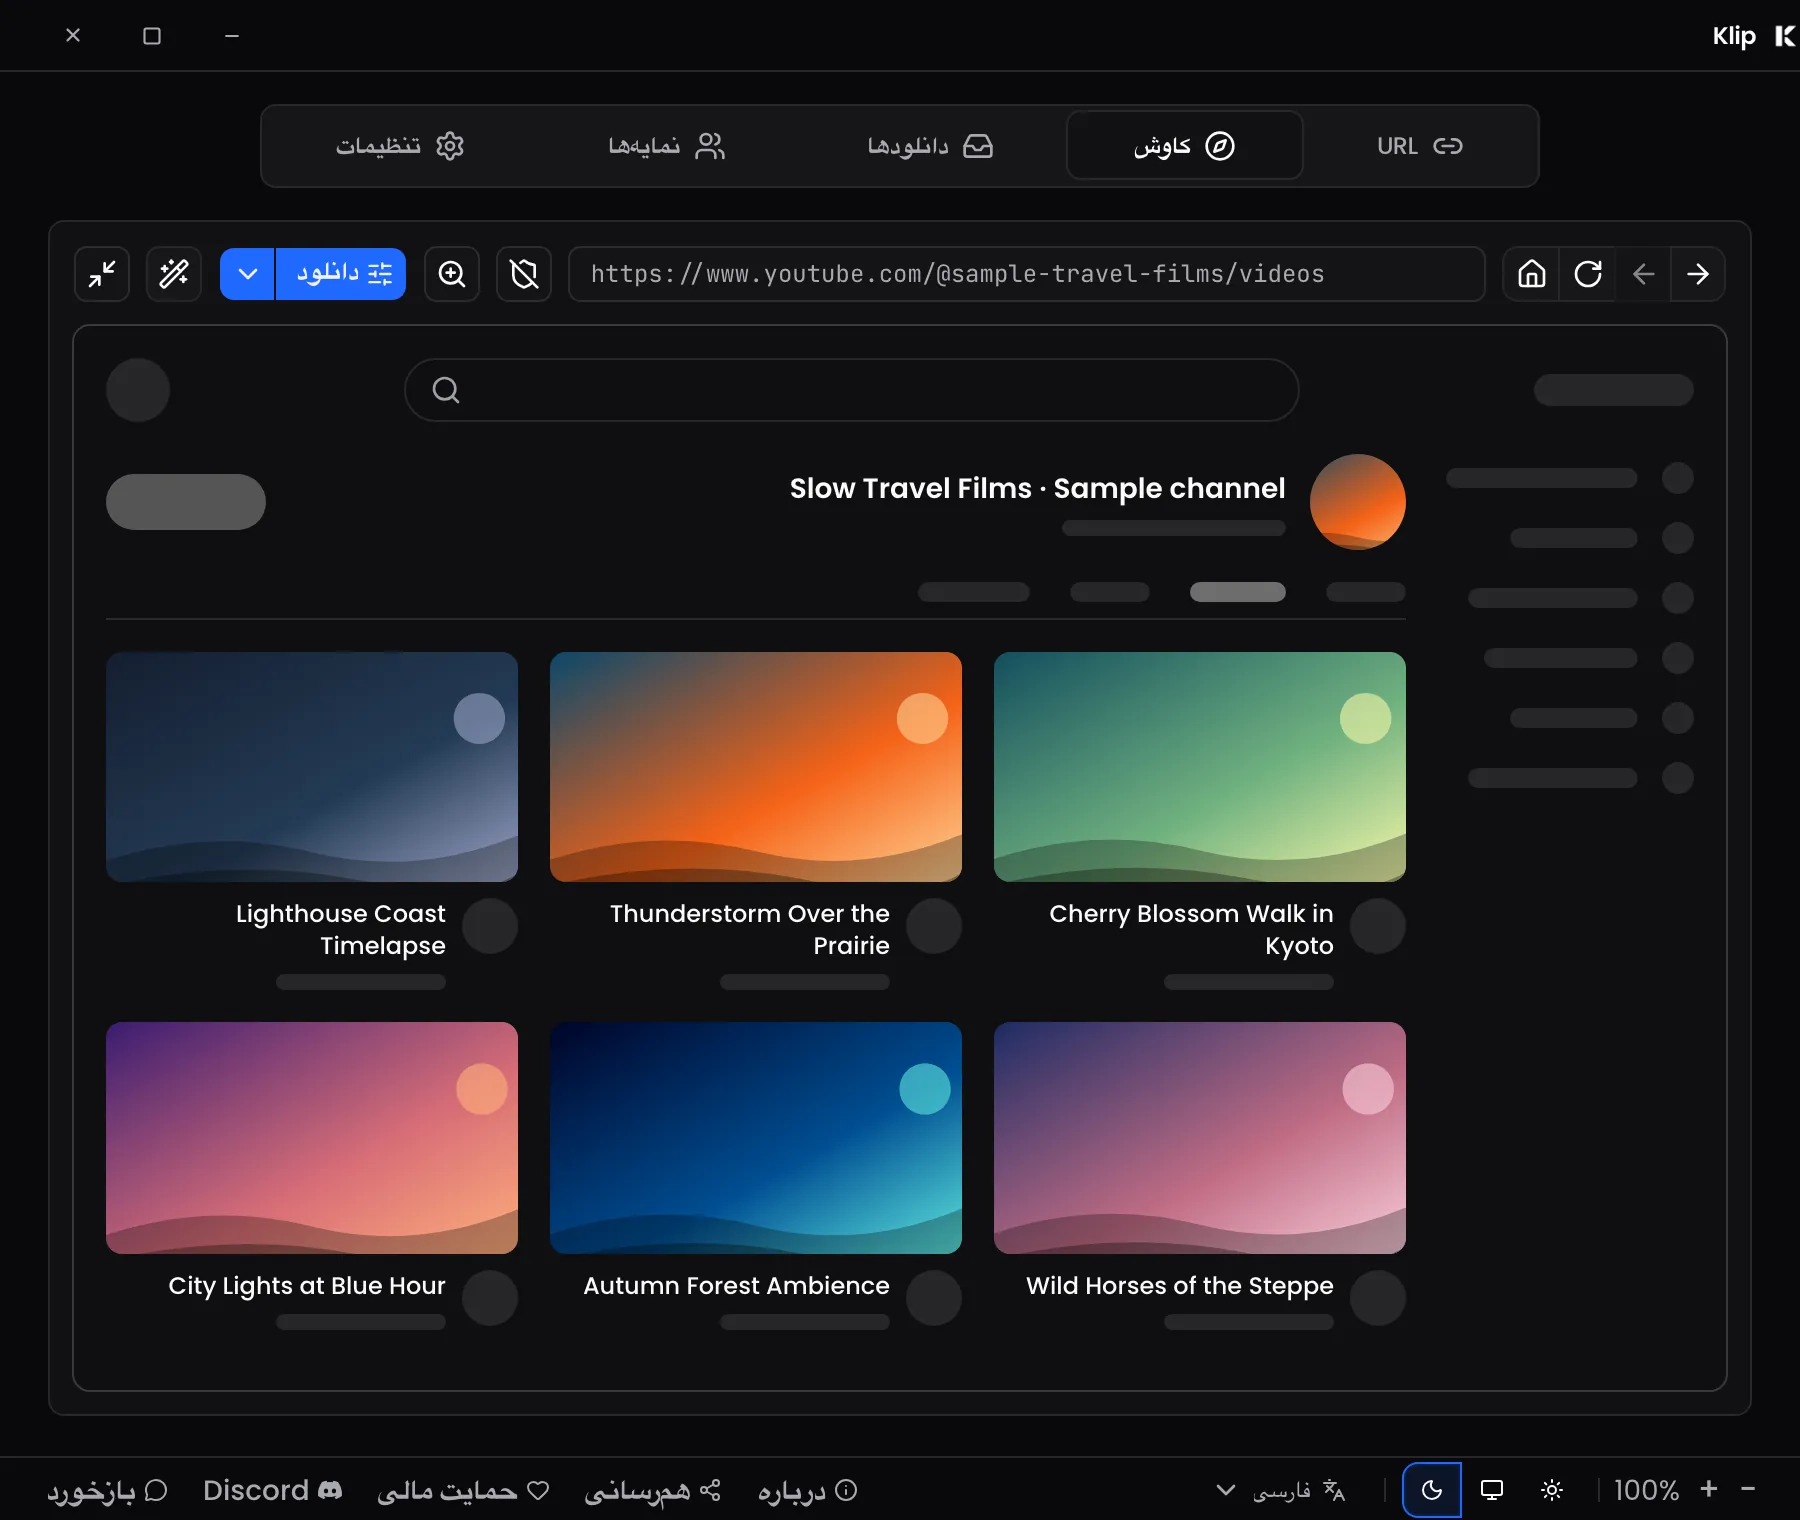 Klip
URL
کاوش
دانلودها
نمایه‌ها
تنظیمات
https://www.youtube.com/@sample-travel-films/videos
دانلود
Slow Travel Films · Sample channel
Cherry Blossom Walk in
Kyoto
Thunderstorm Over the
Prairie
Lighthouse Coast
Timelapse
Wild Horses of the Steppe
Autumn Forest Ambience
City Lights at Blue Hour
100%
فارسی
درباره
هم‌رسانی
حمایت مالی
Discord
بازخورد